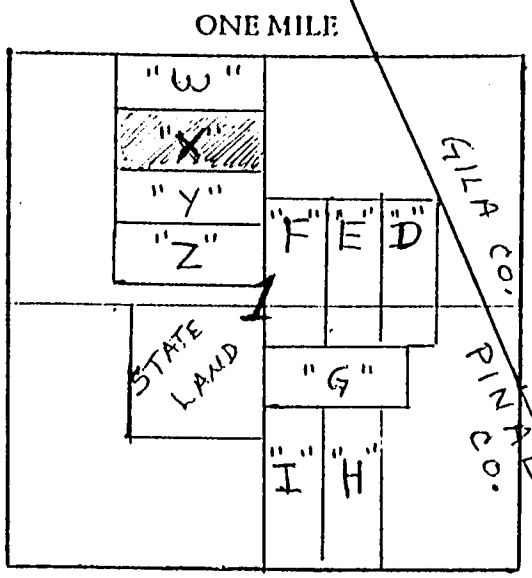 ONE MILE
"W"
"X"
"Y"
"Z"
"F" "E" "D"
GILA CO.
1
STATE
LAND
"G"
PINAL
CO.
"I" "H"